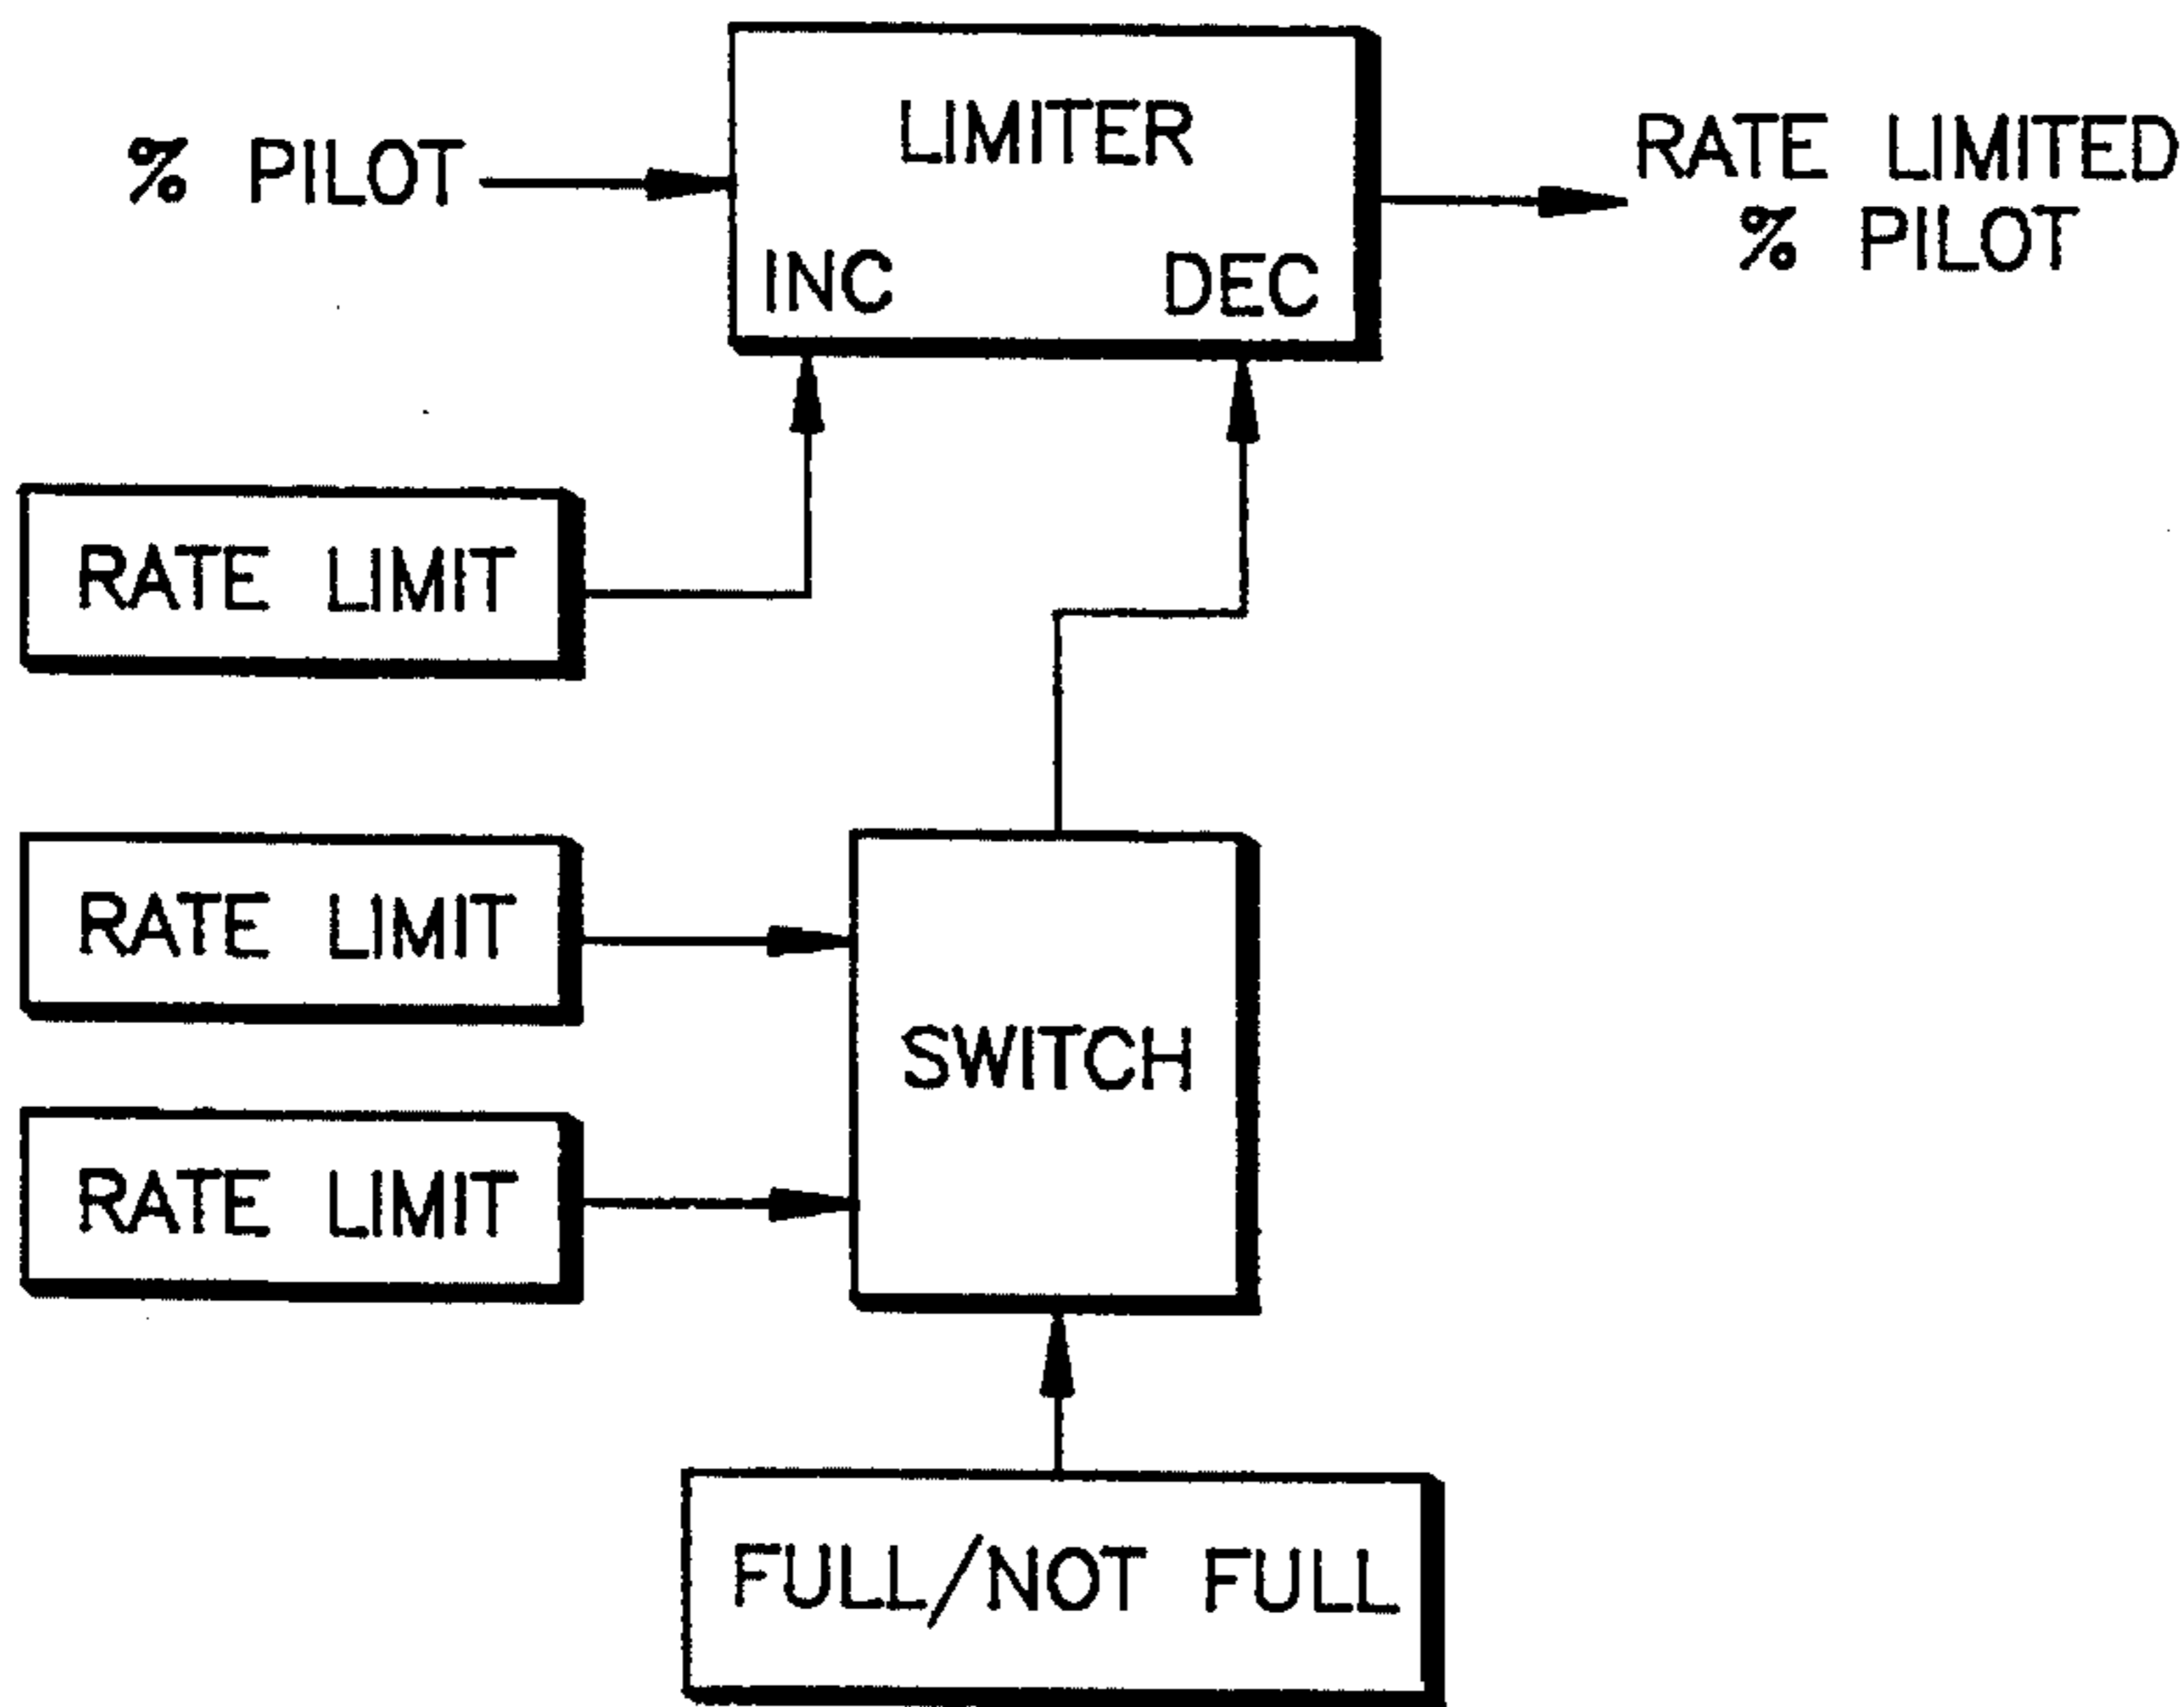 LIMITER
% PILOT
RATE LIMITED
% PILOT
INC
DEC
RATE LIMIT
RATE LIMIT
SWITCH
RATE LIMIT
FULL/NOT FULL